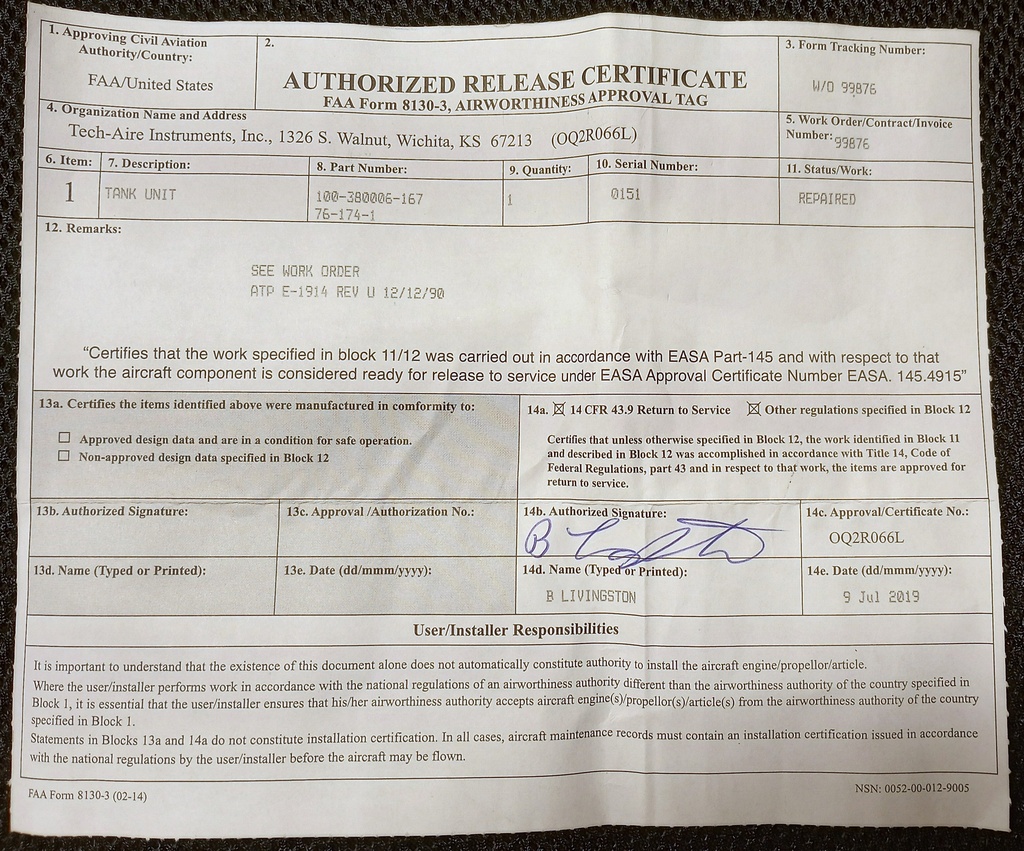 1. Approving Civil Aviation
Authority/Country:
FAA/United States
2.
AUTHORIZED RELEASE CERTIFICATE
FAA Form 8130-3, AIRWORTHINESS APPROVAL TAG
3. Form Tracking Number:
W/O 99876
4. Organization Name and Address
Tech-Aire Instruments, Inc., 1326 S. Walnut, Wichita, KS 67213 (OQ2R066L)
5. Work Order/Contract/Invoice
Number: 99876
6. Item:
1
7. Description:
TANK UNIT
8. Part Number:
100-380006-167
76-174-1
9. Quantity:
1
10. Serial Number:
0151
11. Status/Work:
REPAIRED
12. Remarks:
SEE WORK ORDER
ATP E-1914 REV U 12/12/90
"Certifies that the work specified in block 11/12 was carried out in accordance with EASA Part-145 and with respect to that
work the aircraft component is considered ready for release to service under EASA Approval Certificate Number EASA. 145.4915"
13a. Certifies the items identified above were manufactured in conformity to:
☐ Approved design data and are in a condition for safe operation.
☐ Non-approved design data specified in Block 12
14a. ☒ 14 CFR 43.9 Return to Service ☒ Other regulations specified in Block 12
Certifies that unless otherwise specified in Block 12, the work identified in Block 11
and described in Block 12 was accomplished in accordance with Title 14, Code of
Federal Regulations, part 43 and in respect to that work, the items are approved for
return to service.
13b. Authorized Signature:
13c. Approval /Authorization No.:
14b. Authorized Signature:
14c. Approval/Certificate No.:
OQ2R066L
13d. Name (Typed or Printed):
13e. Date (dd/mmm/yyyy):
14d. Name (Typed or Printed):
B LIVINGSTON
14e. Date (dd/mmm/yyyy):
9 Jul 2019
User/Installer Responsibilities
It is important to understand that the existence of this document alone does not automatically constitute authority to install the aircraft engine/propellor/article.
Where the user/installer performs work in accordance with the national regulations of an airworthiness authority different than the airworthiness authority of the country specified in
Block 1, it is essential that the user/installer ensures that his/her airworthiness authority accepts aircraft engine(s)/propellor(s)/article(s) from the airworthiness authority of the country
specified in Block 1.
Statements in Blocks 13a and 14a do not constitute installation certification. In all cases, aircraft maintenance records must contain an installation certification issued in accordance
with the national regulations by the user/installer before the aircraft may be flown.
FAA Form 8130-3 (02-14)
NSN: 0052-00-012-9005